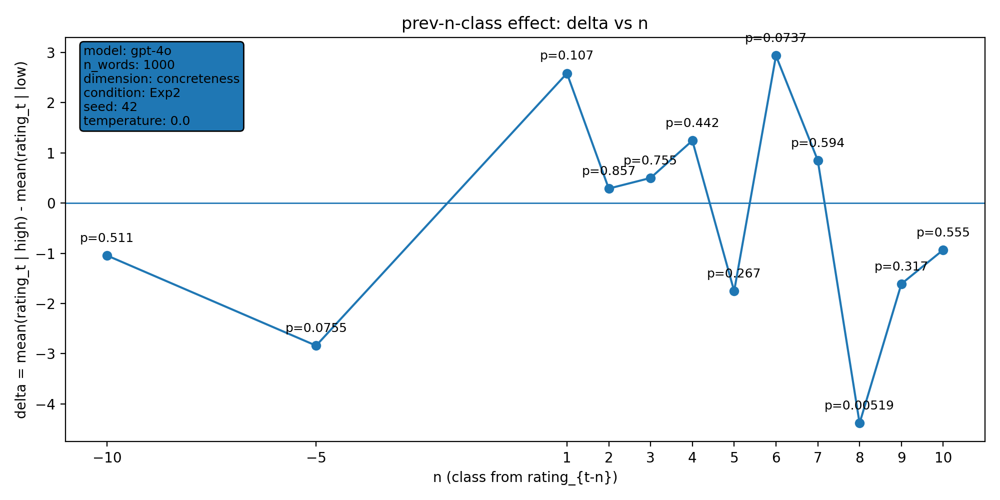 prev-n-class effect: delta vs n
model: gpt-4o
n_words: 1000
dimension: concreteness
condition: Exp2
seed: 42
temperature: 0.0
delta = mean(rating_t | high) - mean(rating_t | low)
3
2
1
0
−1
−2
−3
−4
p=0.511
p=0.0755
p=0.107
p=0.857
p=0.755
p=0.442
p=0.267
p=0.0737
p=0.594
p=0.00519
p=0.317
p=0.555
−10 −5 1 2 3 4 5 6 7 8 9 10
n (class from rating_{t-n})